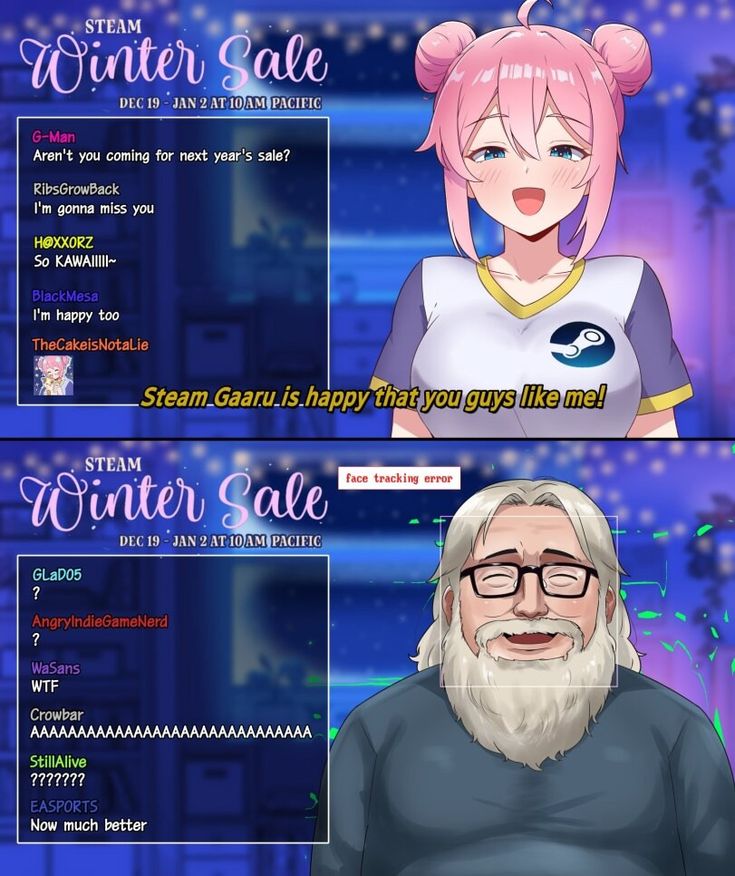 STEAM
Winter Sale
DEC 19 - JAN 2 AT 10 AM PACIFIC
G-Man
Aren't you coming for next year's sale?
RibsGrowBack
I'm gonna miss you
H@XX0RZ
So KAWAIIIII~
BlackMesa
I'm happy too
TheCakeisNotaLie
Steam Gaaru is happy that you guys like me!
STEAM
Winter Sale
DEC 19 - JAN 2 AT 10 AM PACIFIC
face tracking error
GLaD05
?
AngryIndieGameNerd
?
WaSans
WTF
Crowbar
AAAAAAAAAAAAAAAAAAAAAAAAAAAAAA
StillAlive
???????
EASPORTS
Now much better